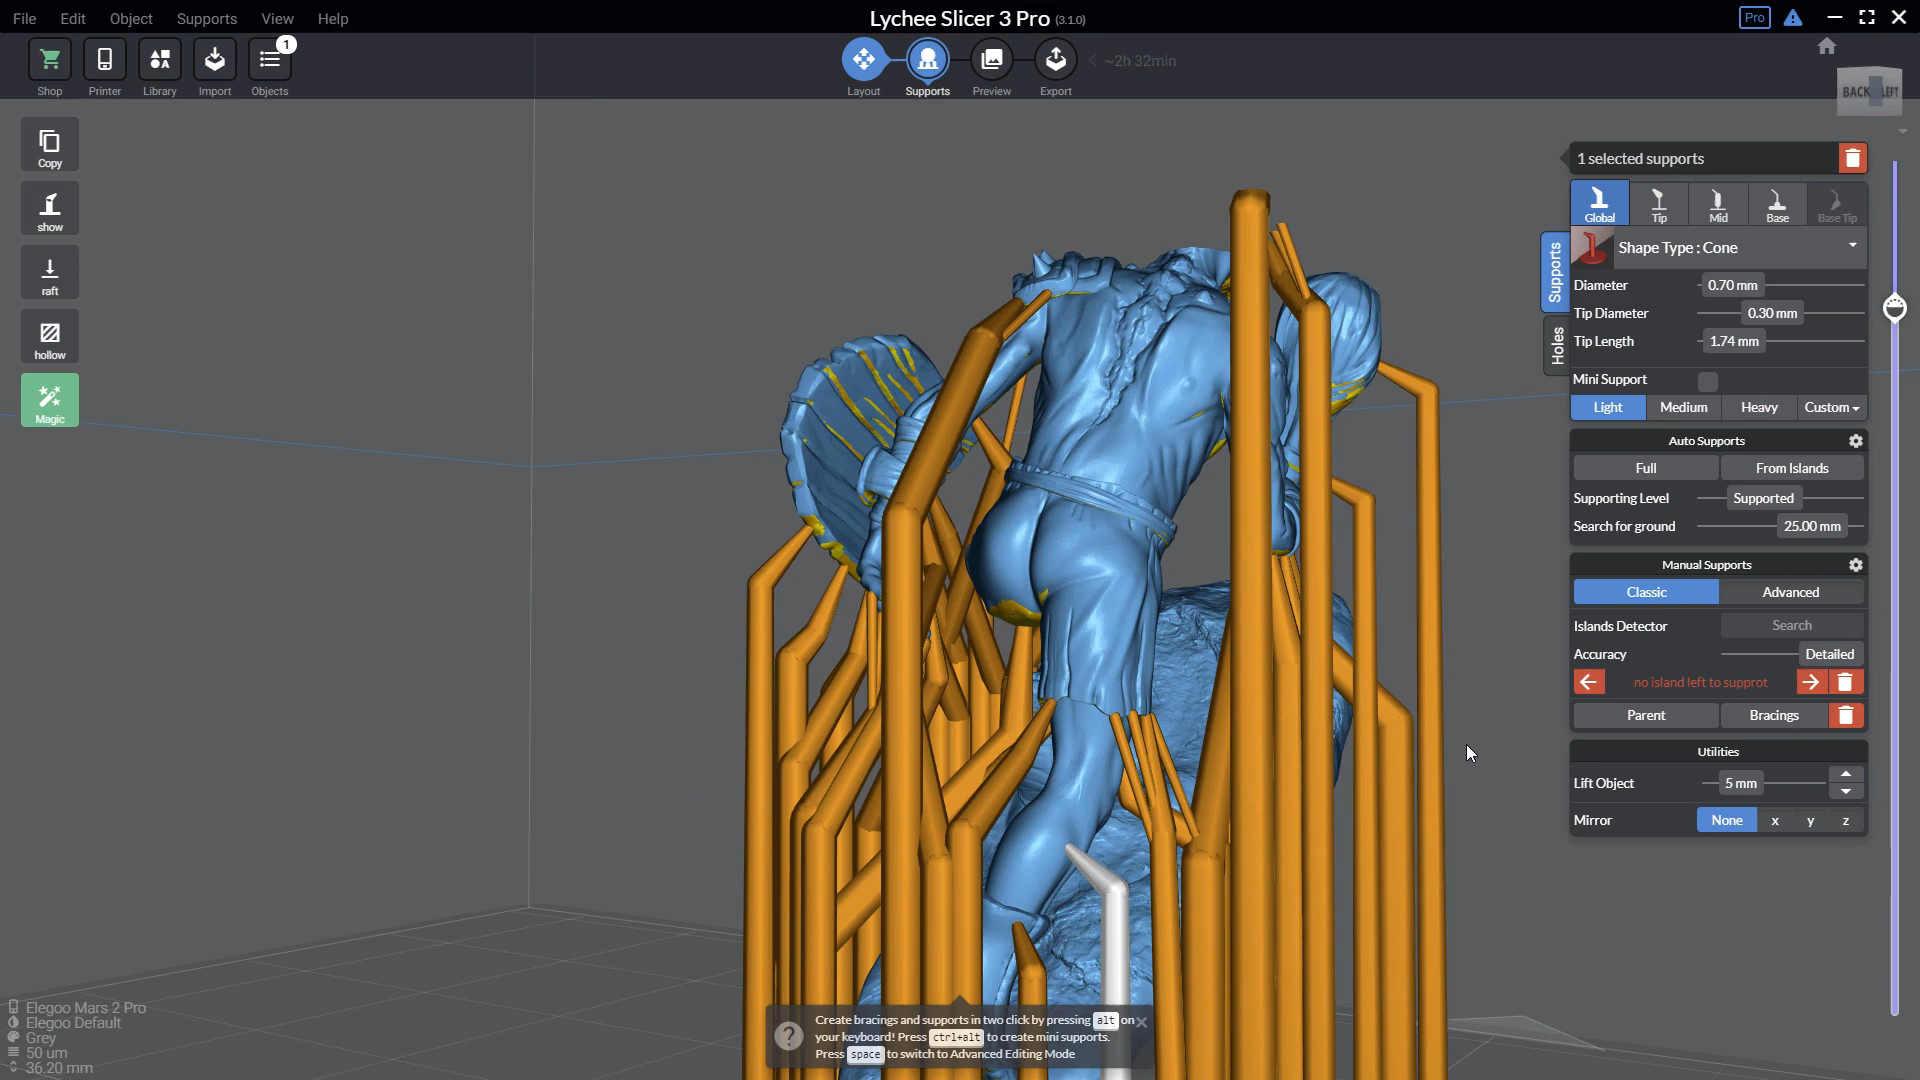 File Edit Object Supports View Help
Lychee Slicer 3 Pro (3.1.0)
Pro
Shop Printer Library Import Objects 1
Layout Supports Preview Export
~2h 32min
BACK LEFT
Copy
show
raft
hollow
Magic
1 selected supports
Global Tip Mid Base Base Tip
Supports
Holes
Shape Type : Cone
Diameter 0.70 mm
Tip Diameter 0.30 mm
Tip Length 1.74 mm
Mini Support
Light Medium Heavy Custom
Auto Supports
Full From Islands
Supporting Level Supported
Search for ground 25.00 mm
Manual Supports
Classic Advanced
Islands Detector Search
Accuracy Detailed
no island left to supprot
Parent Bracings
Utilities
Lift Object 5 mm
Mirror None x y z
Elegoo Mars 2 Pro
Elegoo Default
Grey
50 um
36.20 mm
? Create bracings and supports in two click by pressing alt on
your keyboard! Press ctrl+alt to create mini supports.
Press space to switch to Advanced Editing Mode